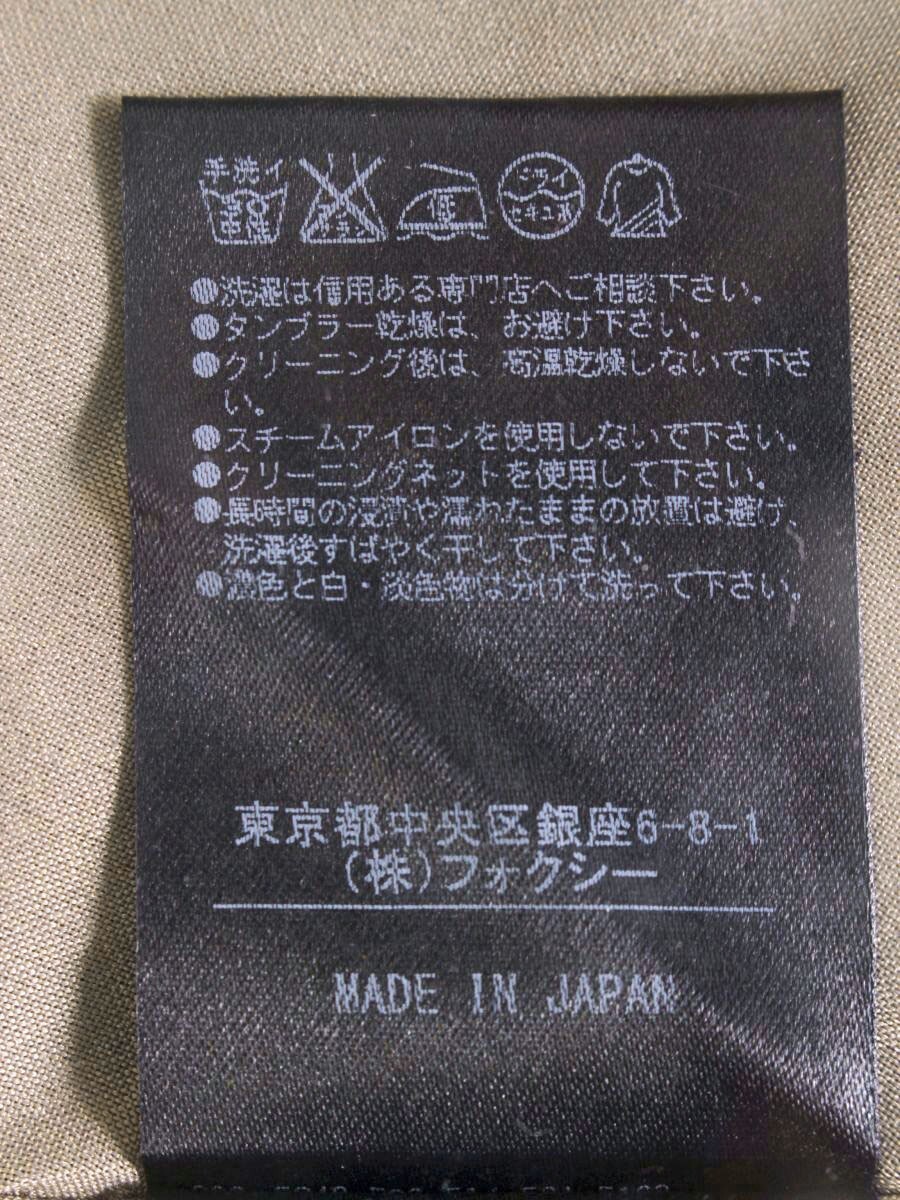 手洗イ
低
ドライ
セキユ系
●洗濯は信用ある専門店へご相談下さい。
●タンブラー乾燥は、お避け下さい。
●クリーニング後は、高温乾燥しないで下さ
い。
●スチームアイロンを使用しないで下さい。
●クリーニングネットを使用して下さい。
●長時間の浸漬や濡れたままの放置は避け、
洗濯後すばやく干して下さい。
●濃色と白・淡色物は分けて洗って下さい。
東京都中央区銀座6-8-1
(株)フォクシー
MADE IN JAPAN